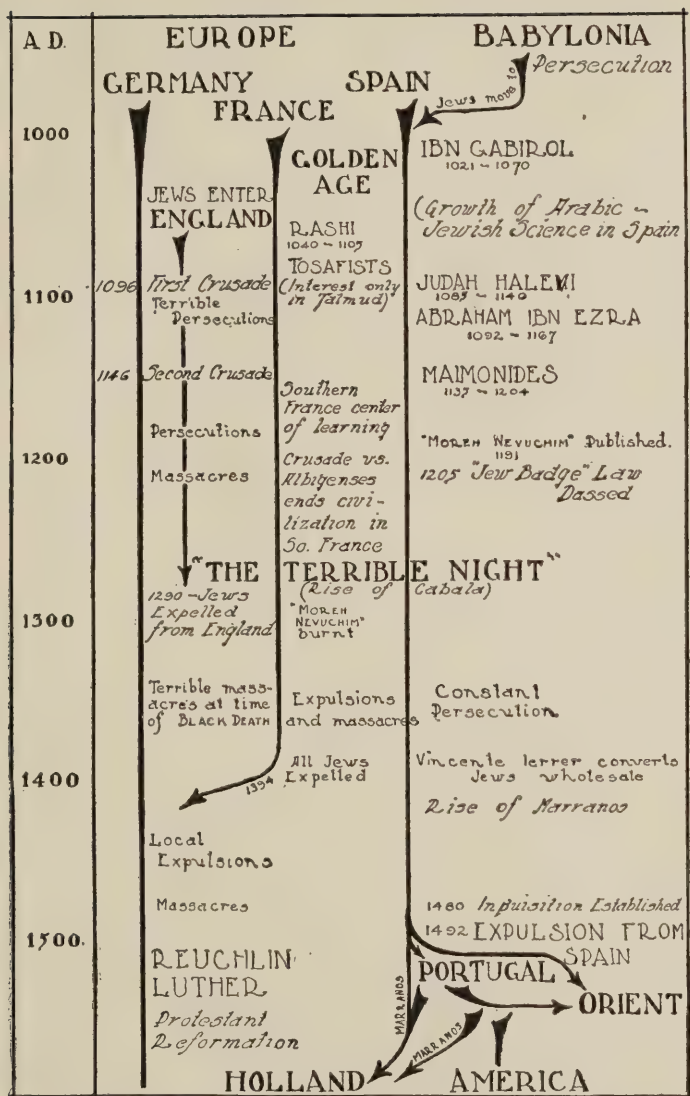 A.D.
EUROPE
BABYLONIA
Persecution
GERMANY
FRANCE
SPAIN
Jews move to
1000
GOLDEN
AGE
IBN GABIROL
1021 - 1070
JEWS ENTER
ENGLAND
RASHI
1040 - 1105
(Growth of Arabic -
Jewish Science in Spain
TOSAFISTS
(Interest only
in Talmud)
1096 First Crusade
Terrible
Persecutions
1100
JUDAH HALEVI
1085 - 1140
ABRAHAM IBN EZRA
1092 - 1167
1146 Second Crusade
MAIMONIDES
1135 - 1204
Southern
France center
of learning
Persecutions
Massacres
1200
Crusade vs.
Albigenses
ends civi-
lization in
So. France
"MOREH NEVUCHIM" Published.
1191
1205 "Jew Badge" Law
Passed
"THE TERRIBLE NIGHT"
(Rise of Cabala)
1290 - Jews
Expelled
from England
1300
"MOREH
NEVUCHIM"
burnt
Terrible mass-
acres at time
of BLACK DEATH
Expulsions
and massacres
Constant
Persecution
1394
All Jews
Expelled
Vincente Ferrer converts
Jews wholesale
1400
Rise of Marranos
Local
Expulsions
Massacres
1480 Inquisition Established
1492 EXPULSION FROM
SPAIN
1500.
REUCHLIN
LUTHER
Protestant
Reformation
PORTUGAL
ORIENT
MARRANOS
MARRANOS
HOLLAND
AMERICA